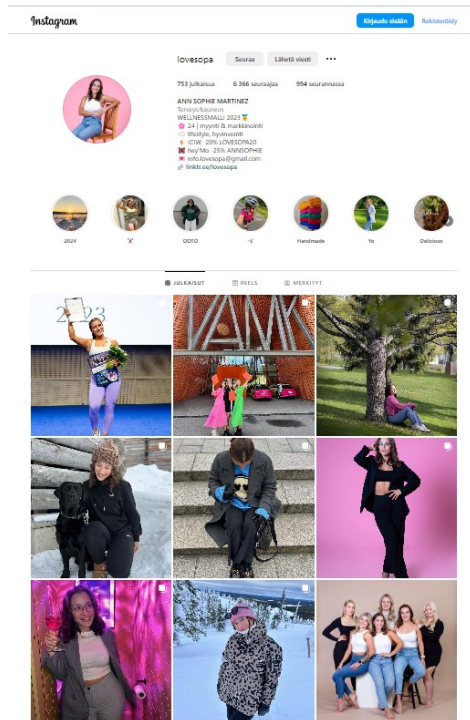 Instagram
Kirjaudu sisään Rekisteröidy
lovesopa Seuraa Lähetä viesti
753 julkaisua 6 366 seuraajaa 994 seurannassa
ANN SOPHIE MARTINEZ
Terveys/kauneus
WELLNESSMALLI 2023
24 | myynti & markkinointi
lifestyle, hyvinvointi
ICIW -20% LOVESOPA20
hey'Mo -25% ANNSOPHIE
info.lovesopa@gmail.com
linktr.ee/lovesopa
2024 OOTD Handmade Yo Delicioso
JULKAISUT REELS MERKITYT
2023